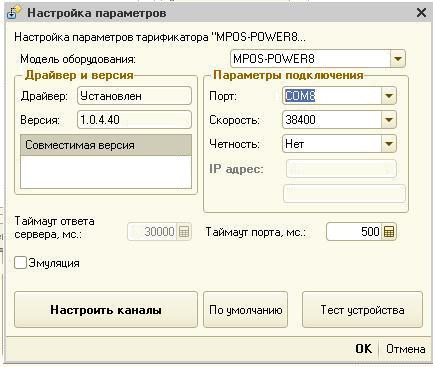 Настройка параметров
Настройка параметров тарификатора "MPOS-POWER8...
Модель оборудования: MPOS-POWER8
Драйвер и версия
Драйвер: Установлен
Версия: 1.0.4.40
Совместимая версия
Параметры подключения
Порт: COM8
Скорость: 38400
Четность: Нет
IP адрес:
Таймаут ответа
сервера, мс.: 30000
Таймаут порта, мс.: 500
Эмуляция
Настроить каналы По умолчанию Тест устройства
OK Отмена